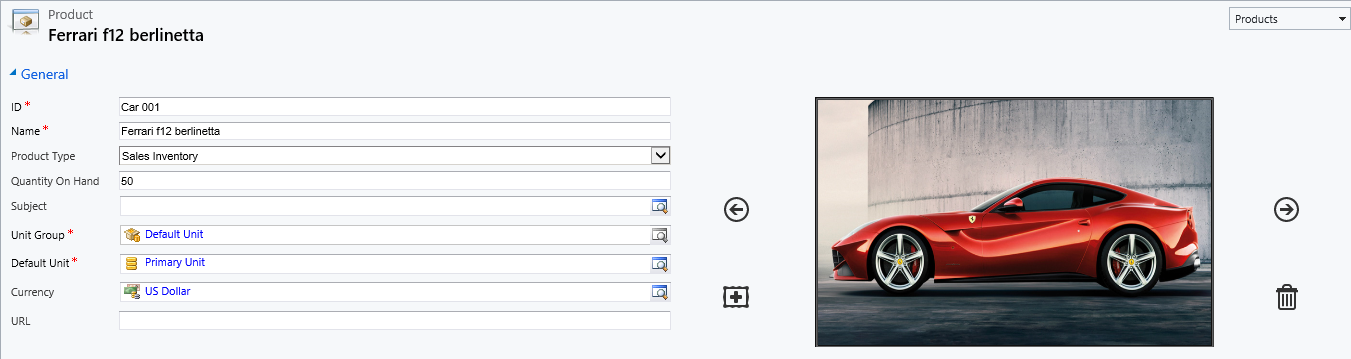 Product
Ferrari f12 berlinetta
Products
General
ID *
Car 001
Name *
Ferrari f12 berlinetta
Product Type
Sales Inventory
Quantity On Hand
50
Subject
Unit Group *
Default Unit
Default Unit *
Primary Unit
Currency
US Dollar
URL